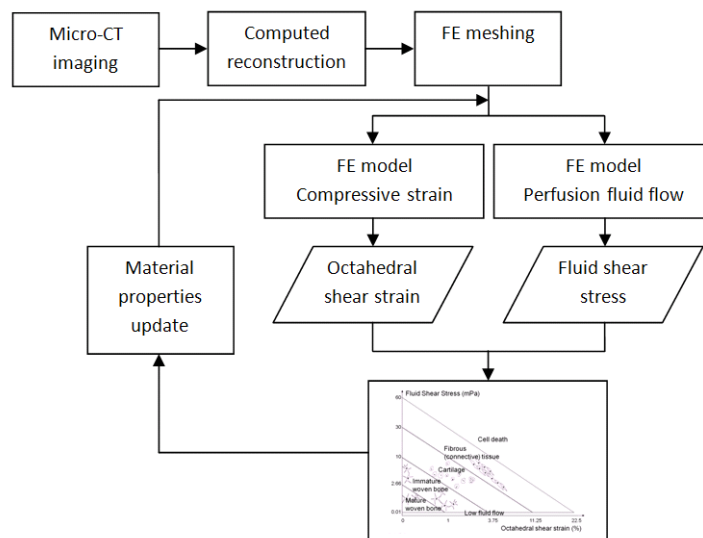 Micro-CT
imaging
Computed
reconstruction
FE meshing
FE model
Compressive strain
FE model
Perfusion fluid flow
Material
properties
update
Octahedral
shear strain
Fluid shear
stress
Fluid Shear Stress (mPa)
60
30
10
2.66
0.01
Cell death
Fibrous
(connective) tissue
Cartilage
Immature
woven bone
Mature
woven bone
Low fluid flow
0
1
3.75
11.25
22.5
Octahedral shear strain (%)